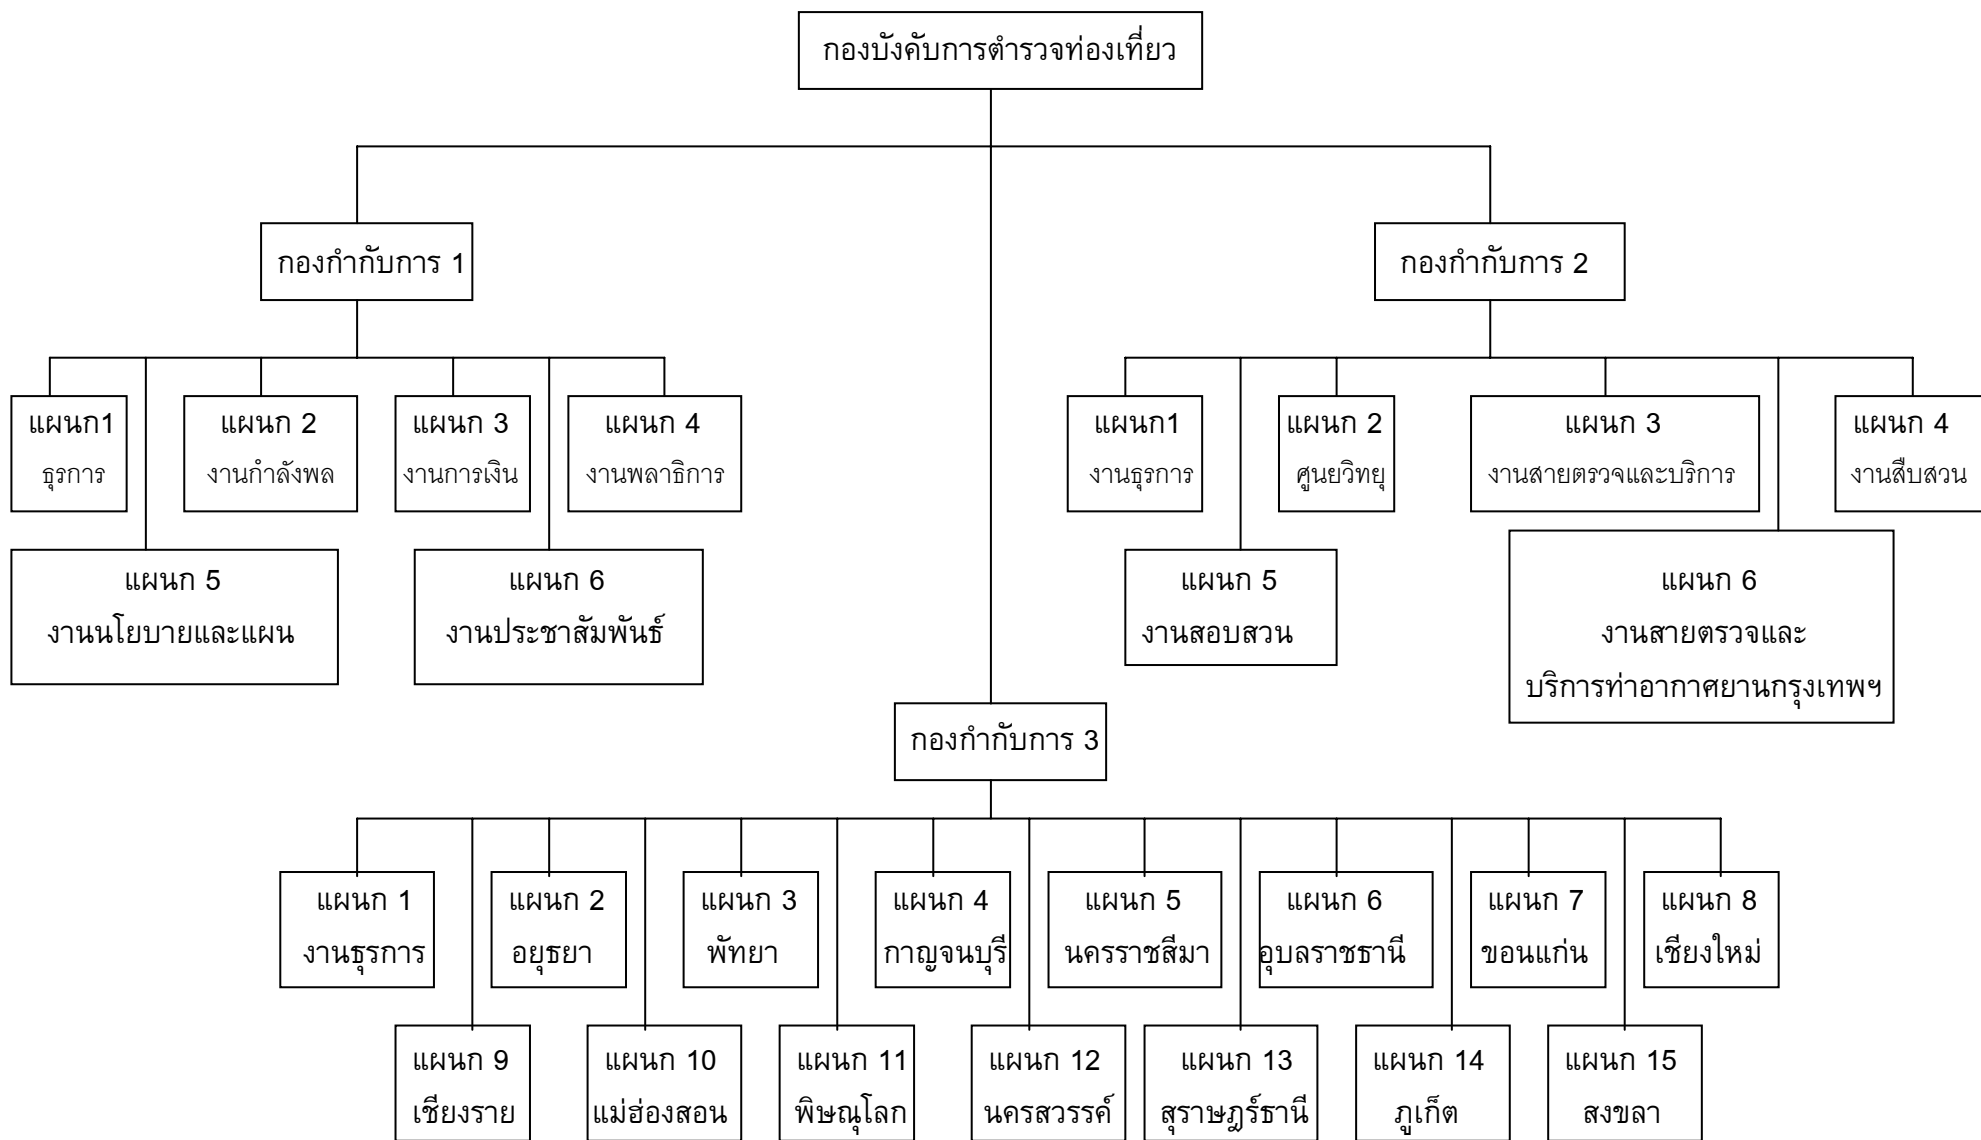 กองบังคับการตำรวจท่องเที่ยว
กองกำกับการ 1
กองกำกับการ 2
แผนก1
ธุรการ
แผนก 2
งานกำลังพล
แผนก 3
งานการเงิน
แผนก 4
งานพลาธิการ
แผนก1
งานธุรการ
แผนก 2
ศูนยวิทยุ
แผนก 3
งานสายตรวจและบริการ
แผนก 4
งานสืบสวน
แผนก 5
งานนโยบายและแผน
แผนก 6
งานประชาสัมพันธ์
แผนก 5
งานสอบสวน
แผนก 6
งานสายตรวจและ
บริการท่าอากาศยานกรุงเทพฯ
กองกำกับการ 3
แผนก 1
งานธุรการ
แผนก 2
อยุธยา
แผนก 3
พัทยา
แผนก 4
กาญจนบุรี
แผนก 5
นครราชสีมา
แผนก 6
อุบลราชธานี
แผนก 7
ขอนแก่น
แผนก 8
เชียงใหม่
แผนก 9
เชียงราย
แผนก 10
แม่ฮ่องสอน
แผนก 11
พิษณุโลก
แผนก 12
นครสวรรค์
แผนก 13
สุราษฎร์ธานี
แผนก 14
ภูเก็ต
แผนก 15
สงขลา